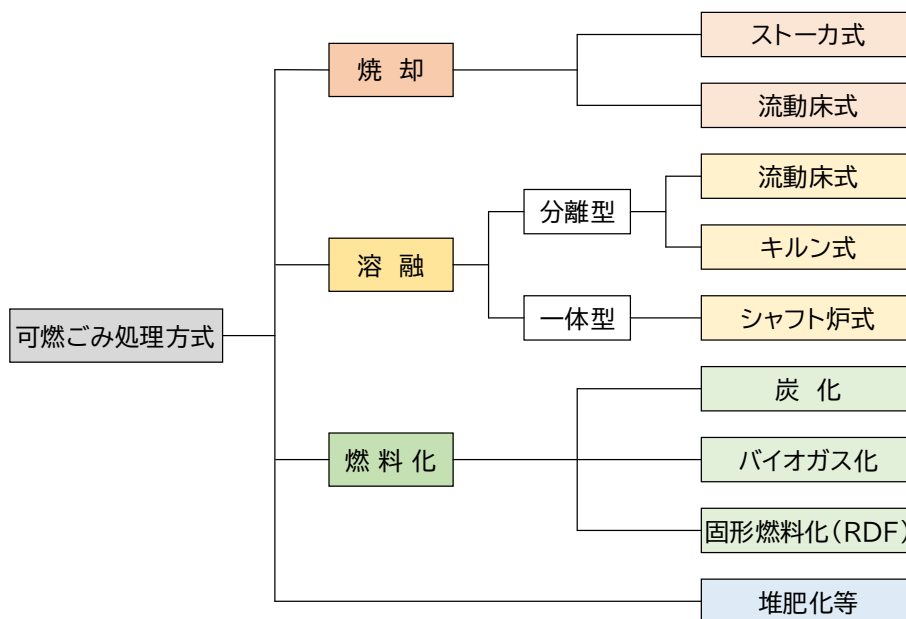 可燃ごみ処理方式
焼 却
ストーカ式
流動床式
溶 融
分離型
流動床式
キルン式
一体型
シャフト炉式
燃 料 化
炭 化
バイオガス化
固形燃料化(RDF)
堆肥化等